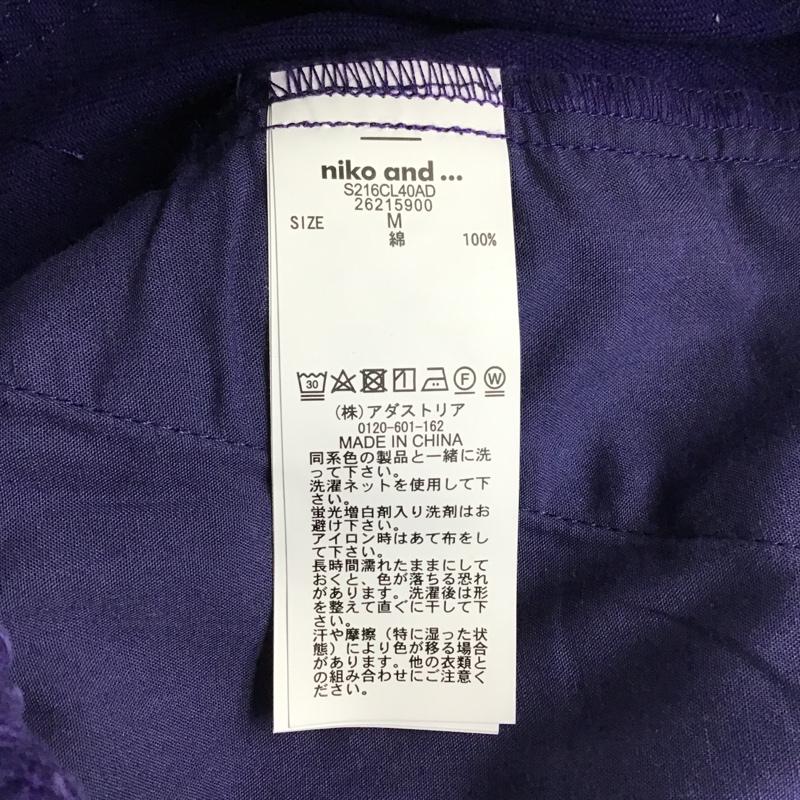 niko and ...
S216CL40AD
26215900
SIZE M
綿 100%
30 F W
(株)アダストリア
0120-601-162
MADE IN CHINA
同系色の製品と一緒に洗
って下さい。
洗濯ネットを使用して下
さい。
蛍光増白剤入り洗剤はお
避け下さい。
アイロン時はあて布をし
て下さい。
長時間濡れたままにして
おくと、色が落ちる恐れ
があります。洗濯後は形
を整えて直ぐに干して下
さい。
汗や摩擦(特に湿った状
態)により色が移る場合
があります。他の衣類と
の組み合わせにご注意く
ださい。